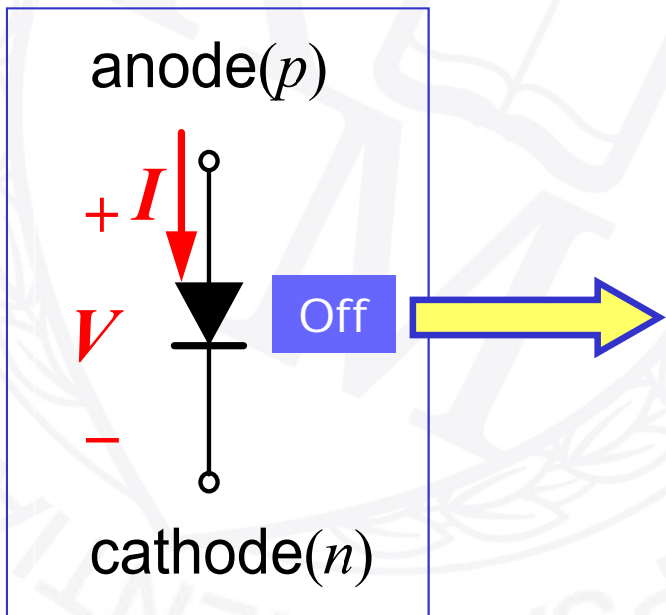 anode(p)
+ I
Off
V
−
cathode(n)